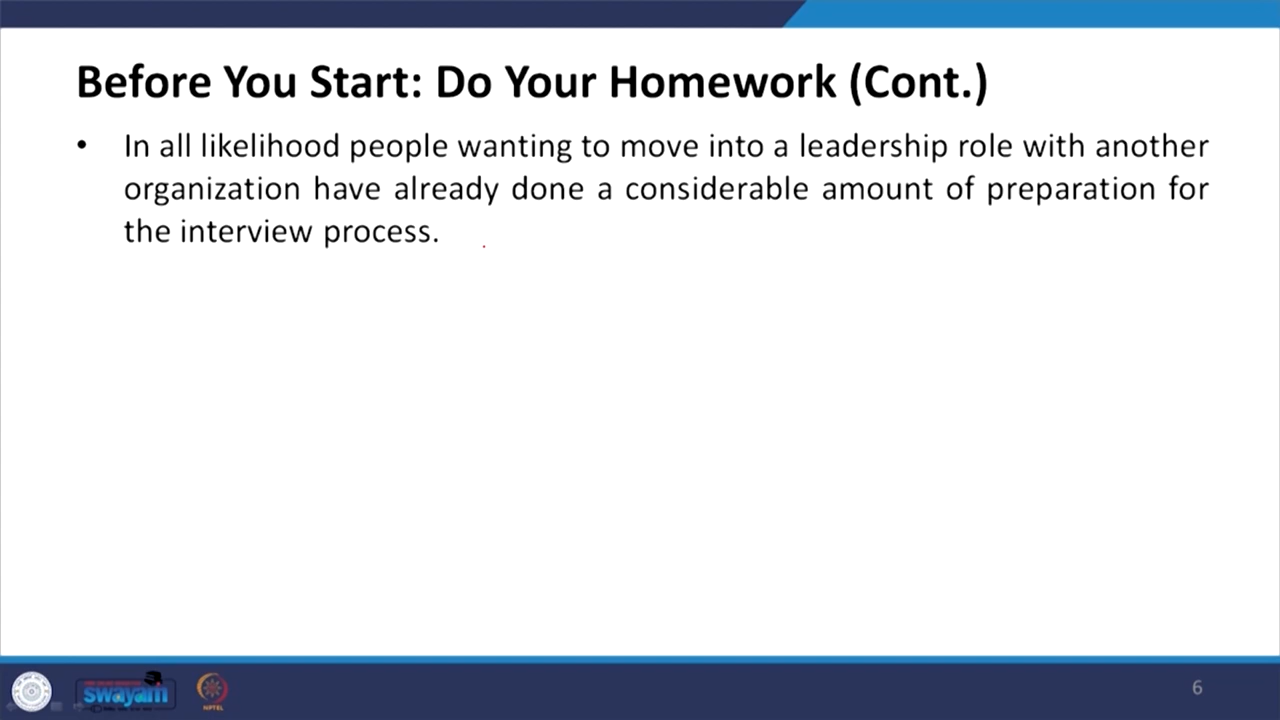 Before You Start: Do Your Homework (Cont.)
• In all likelihood people wanting to move into a leadership role with another
organization have already done a considerable amount of preparation for
the interview process.
swayam
NPTEL
6